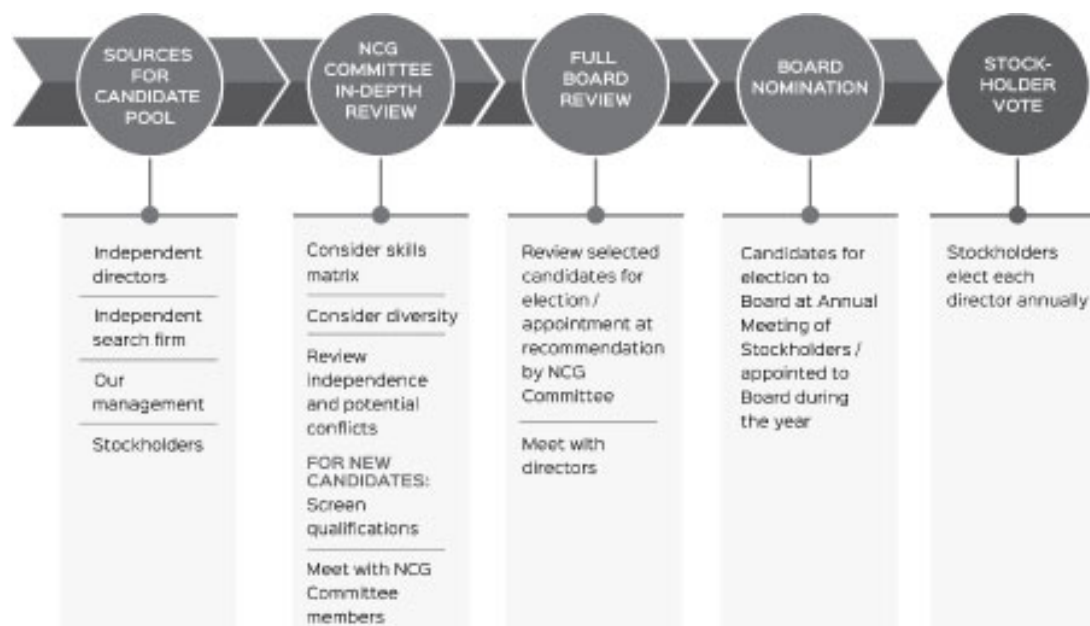 SOURCES
FOR
CANDIDATE
POOL
NCG
COMMITTEE
IN-DEPTH
REVIEW
FULL
BOARD
REVIEW
BOARD
NOMINATION
STOCK-
HOLDER
VOTE
Independent
directors
Independent
search firm
Our
management
Stockholders
Consider skills
matrix
Consider diversity
Review
independence
and potential
conflicts
FOR NEW
CANDIDATES:
Screen
qualifications
Meet with NCG
Committee
members
Review selected
candidates for
election /
appointment at
recommendation
by NCG
Committee
Meet with
directors
Candidates for
election to
Board at Annual
Meeting of
Stockholders /
appointed to
Board during
the year
Stockholders
elect each
director annually